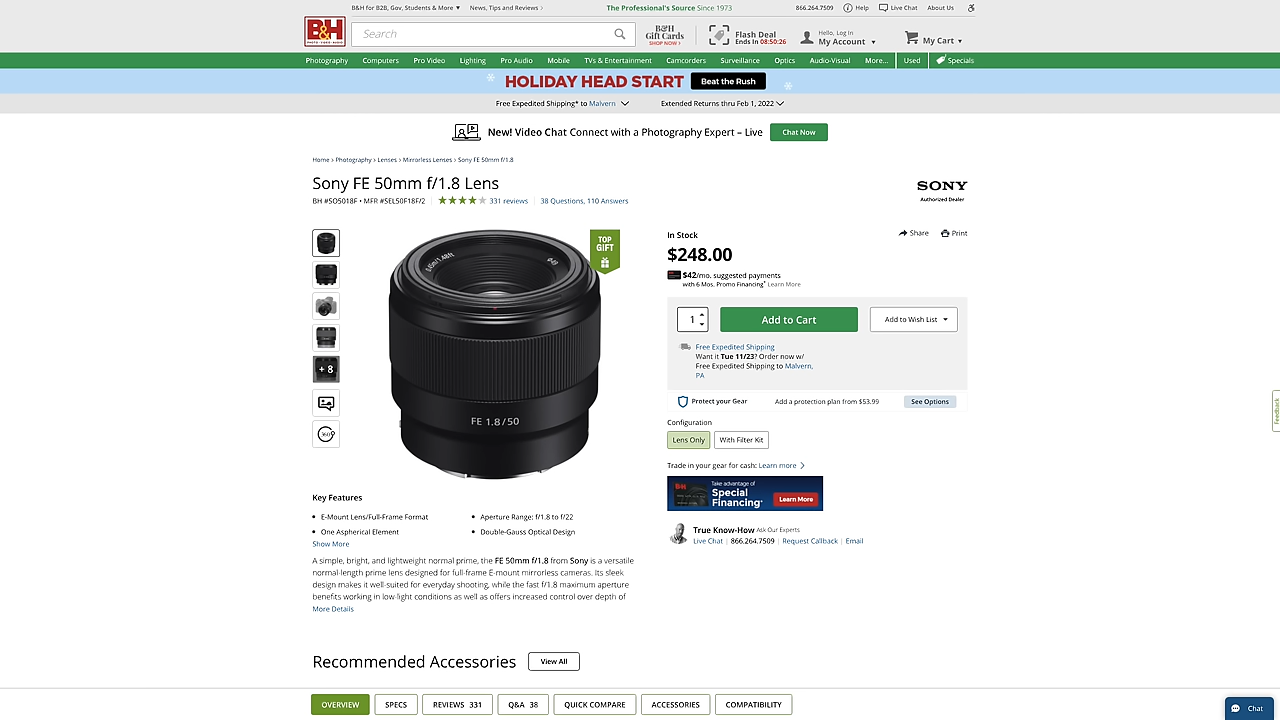 B&H for B2B, Gov, Students & More ▾ News, Tips and Reviews ›
The Professional's Source Since 1973
866.264.7509 Help Live Chat About Us
B&H
PHOTO · VIDEO · AUDIO
Search
B&H
Gift Cards
SHOP NOW ›
Flash Deal
Ends In 08:50:26
Hello, Log In
My Account ▾
My Cart ▾
Photography Computers Pro Video Lighting Pro Audio Mobile TVs & Entertainment Camcorders Surveillance Optics Audio-Visual More... Used Specials
HOLIDAY HEAD START Beat the Rush
Free Expedited Shipping* to Malvern Extended Returns thru Feb 1, 2022
New! Video Chat Connect with a Photography Expert – Live Chat Now
Home › Photography › Lenses › Mirrorless Lenses › Sony FE 50mm f/1.8
Sony FE 50mm f/1.8 Lens
BH #SO5018F • MFR #SEL50F18F/2 331 reviews 38 Questions, 110 Answers
SONY
Authorized Dealer
TOP
GIFT
+ 8
360
FE 1.8/50
In Stock
Share Print
$248.00
$42/mo. suggested payments
with 6 Mos. Promo Financing* Learn More
1 Add to Cart Add to Wish List
Free Expedited Shipping
Want it Tue 11/23? Order now w/
Free Expedited Shipping to Malvern,
PA
Protect your Gear Add a protection plan from $53.99 See Options
Configuration
Lens Only With Filter Kit
Trade in your gear for cash: Learn more
B&H
Take advantage of
Special
Financing*
Learn More
True Know-How Ask Our Experts
Live Chat | 866.264.7509 | Request Callback | Email
Key Features
E-Mount Lens/Full-Frame Format
Aperture Range: f/1.8 to f/22
One Aspherical Element
Double-Gauss Optical Design
Show More
A simple, bright, and lightweight normal prime, the FE 50mm f/1.8 from Sony is a versatile
normal-length prime lens designed for full-frame E-mount mirrorless cameras. Its sleek
design makes it well-suited for everyday shooting, while the fast f/1.8 maximum aperture
benefits working in low-light conditions as well as offers increased control over depth of
More Details
Recommended Accessories View All
OVERVIEW SPECS REVIEWS 331 Q&A 38 QUICK COMPARE ACCESSORIES COMPATIBILITY
Feedback
Chat